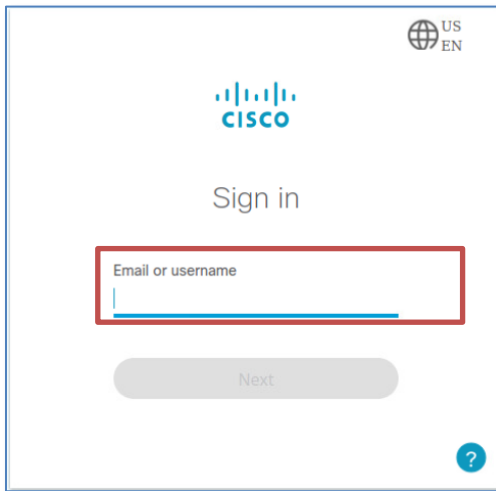 US
EN
CISCO
Sign in
Email or username
Next
?